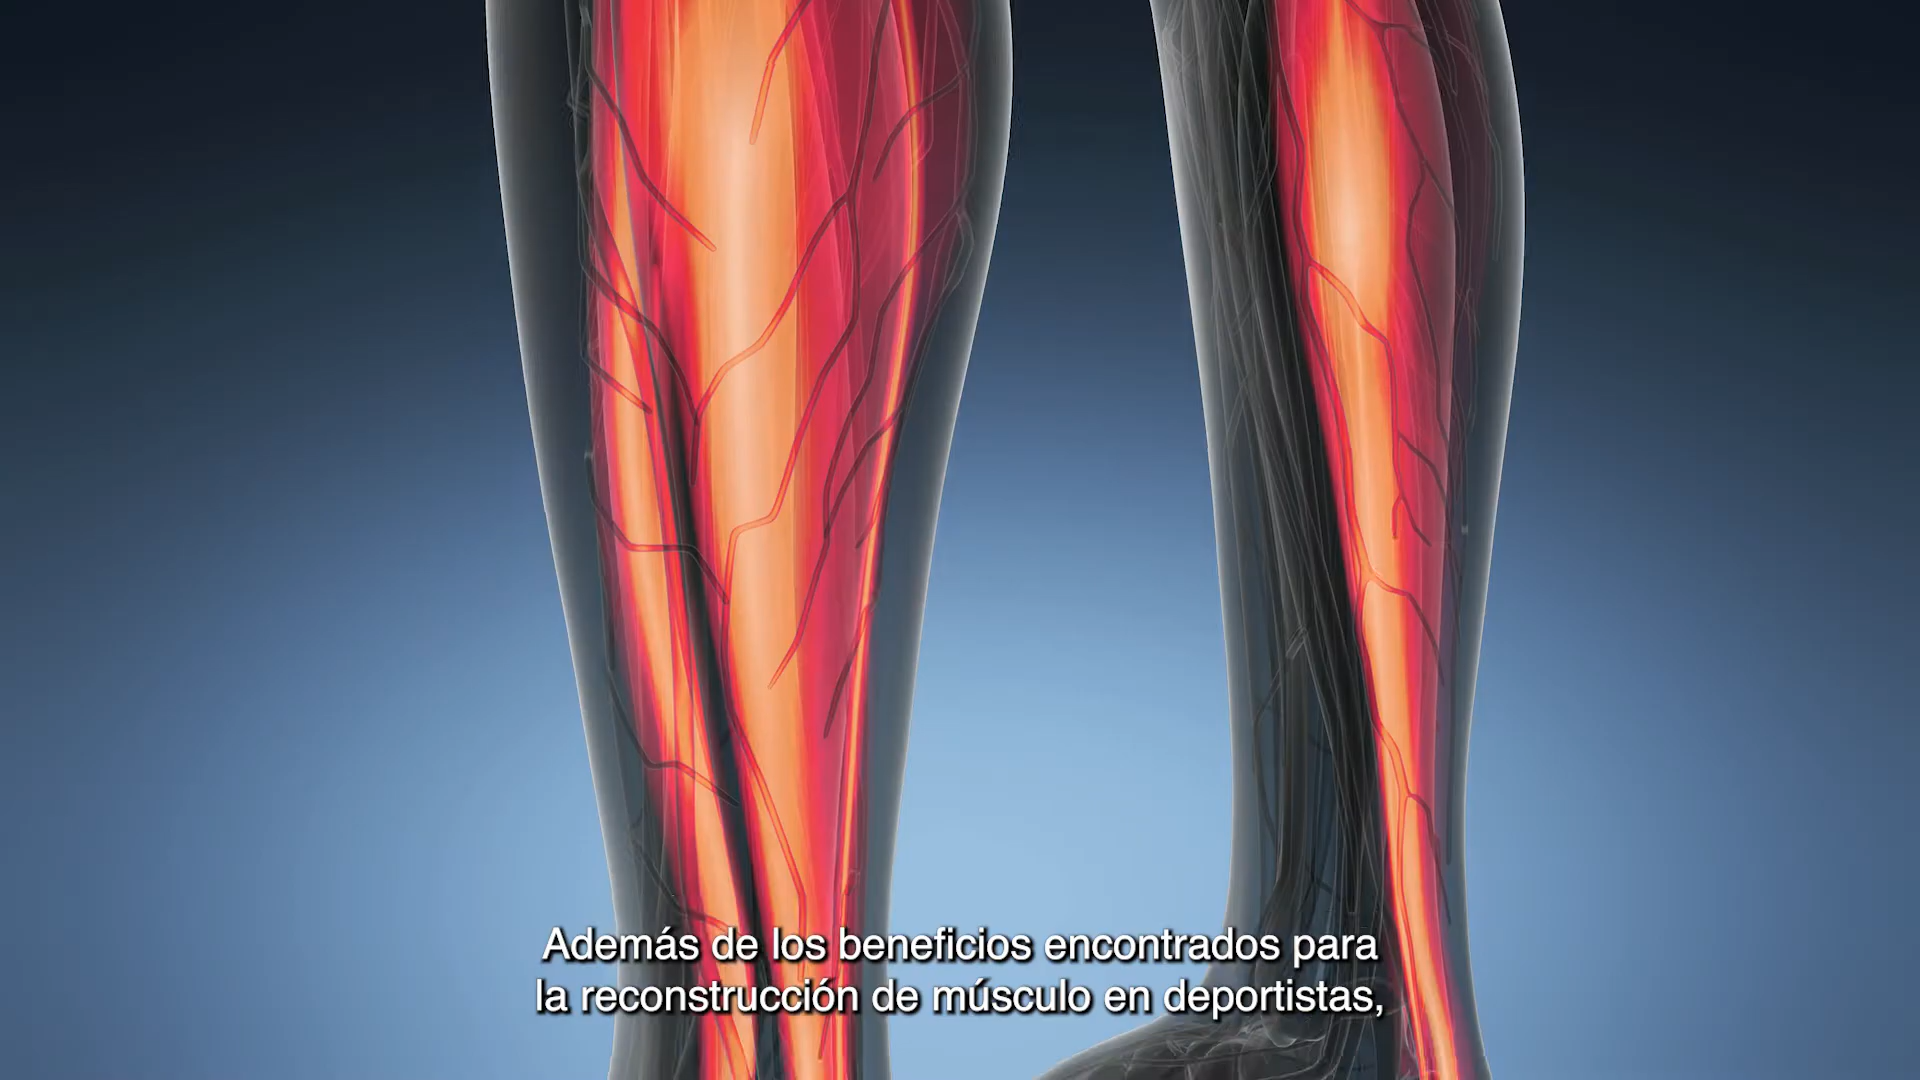 Además de los beneficios encontrados para
la reconstrucción de músculo en deportistas,